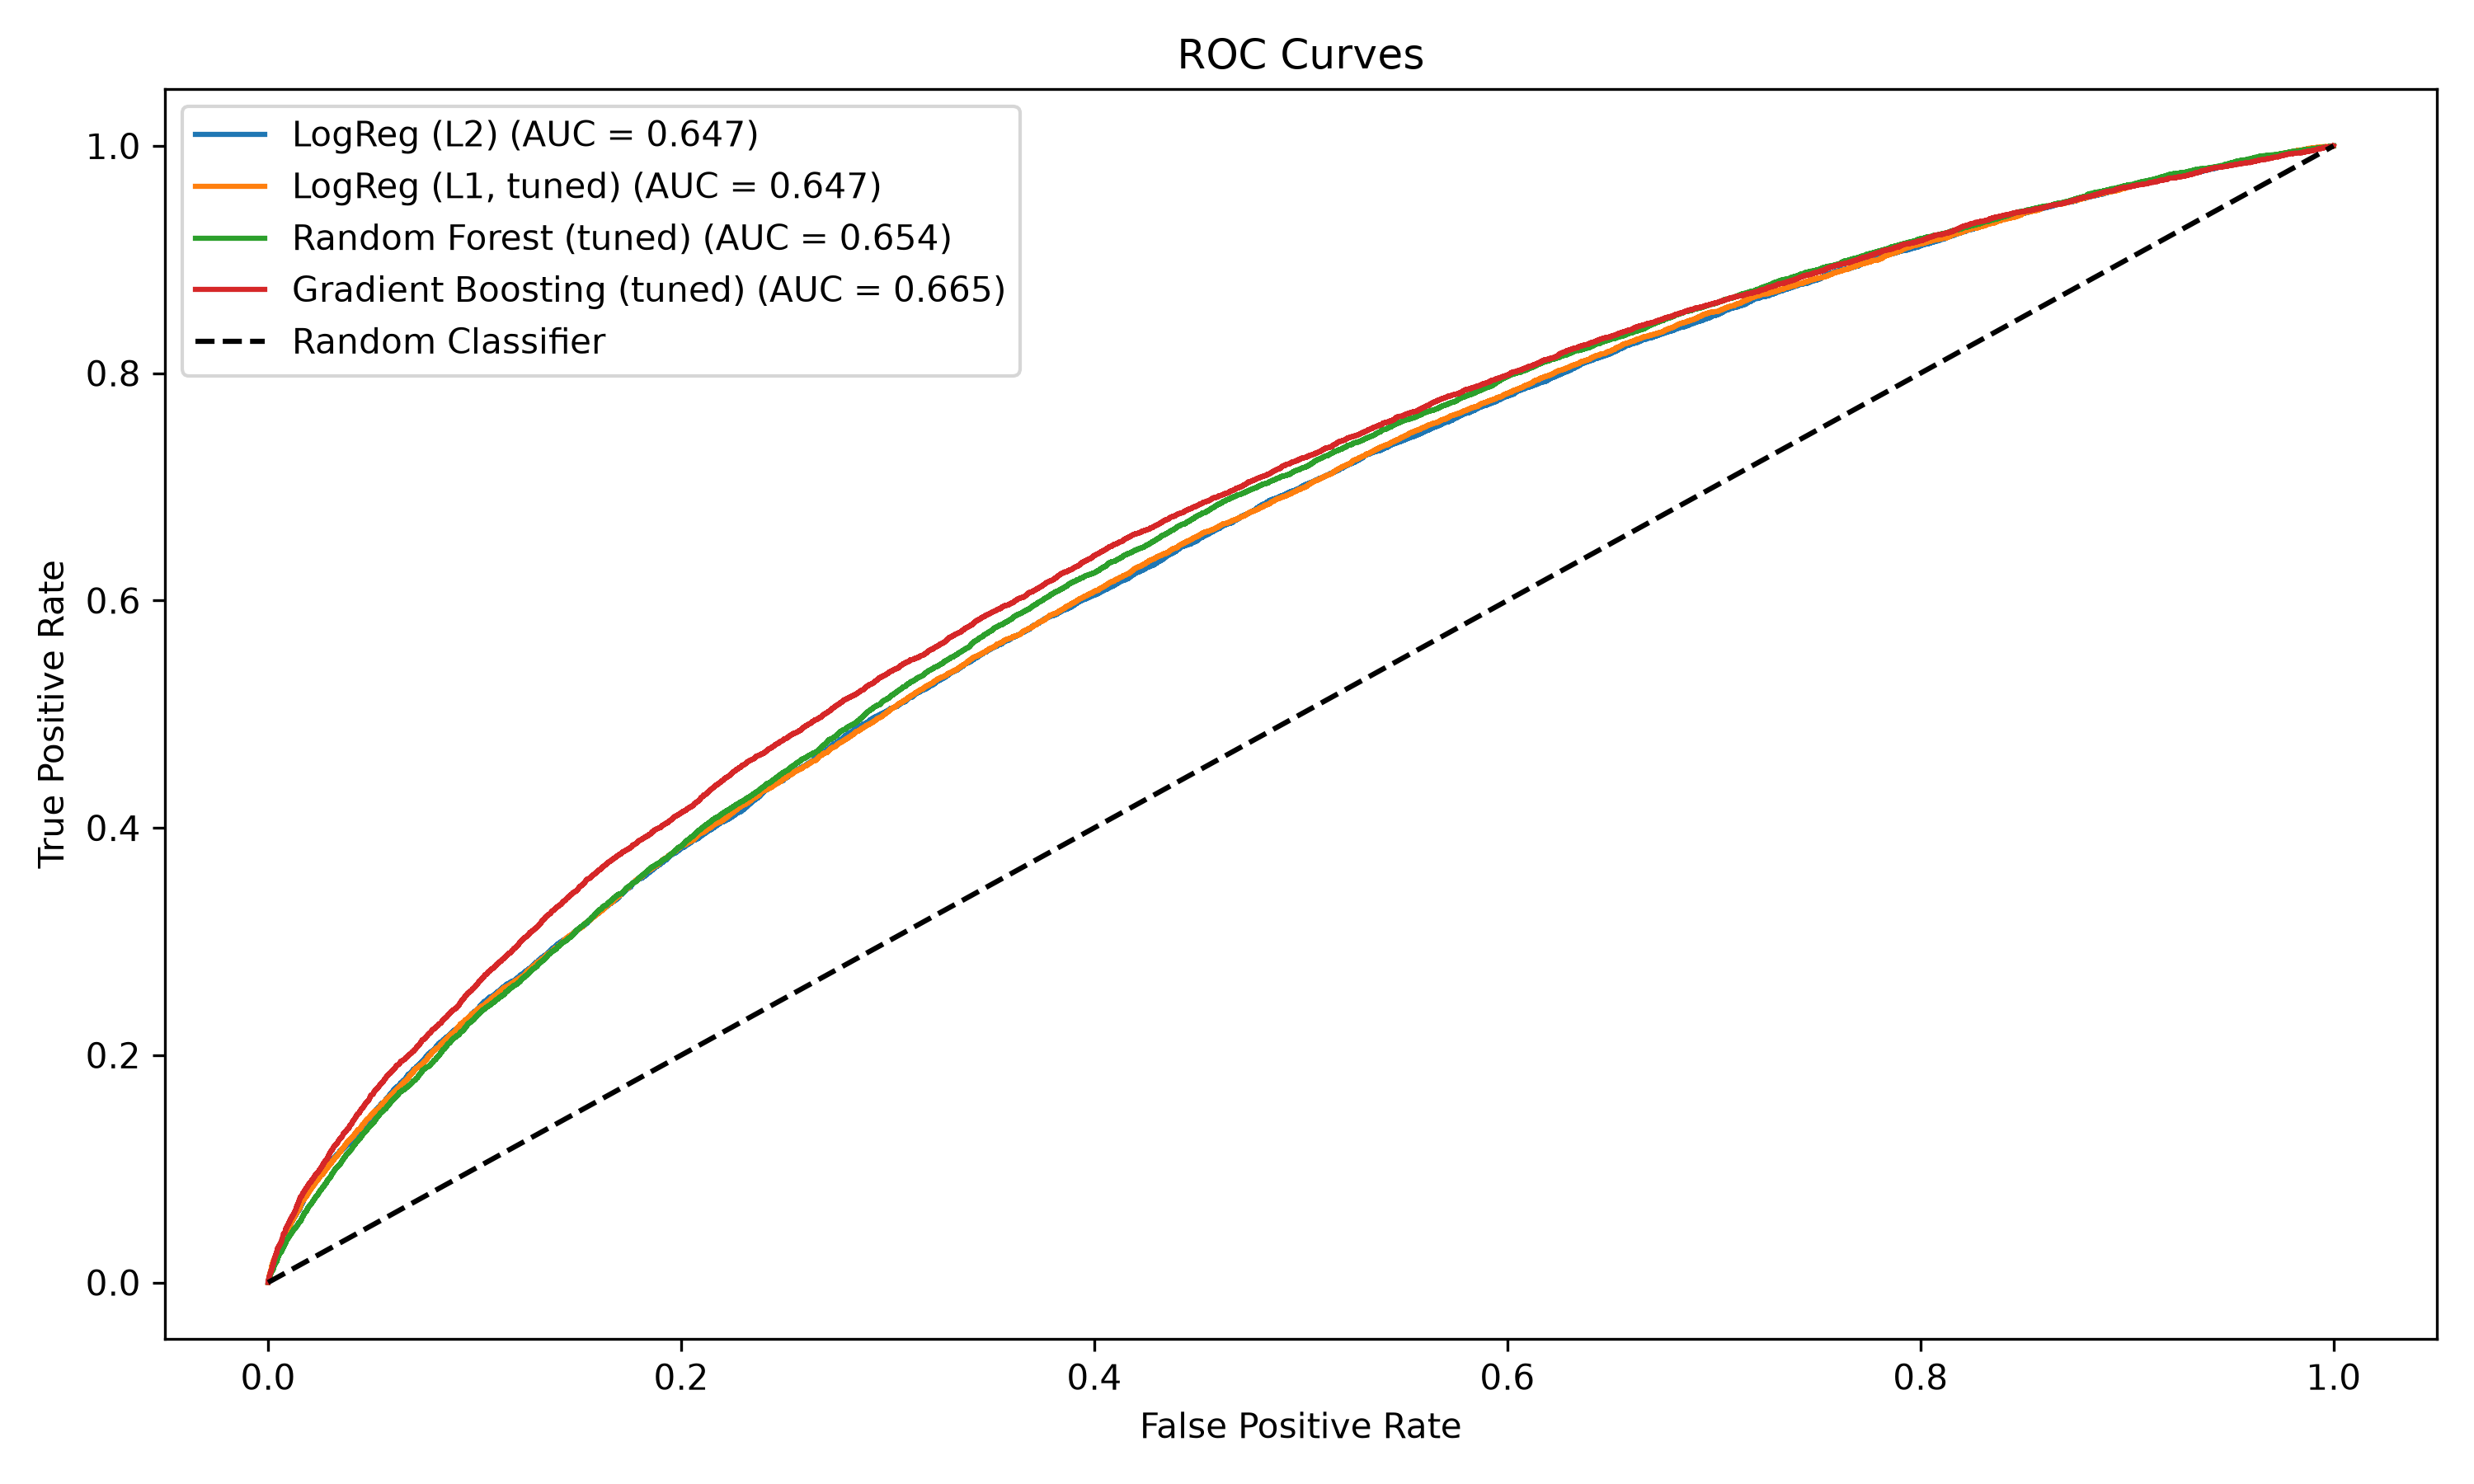 ROC Curves
LogReg (L2) (AUC = 0.647)
LogReg (L1, tuned) (AUC = 0.647)
Random Forest (tuned) (AUC = 0.654)
Gradient Boosting (tuned) (AUC = 0.665)
Random Classifier
True Positive Rate
1.0
0.8
0.6
0.4
0.2
0.0
0.0 0.2 0.4 0.6 0.8 1.0
False Positive Rate